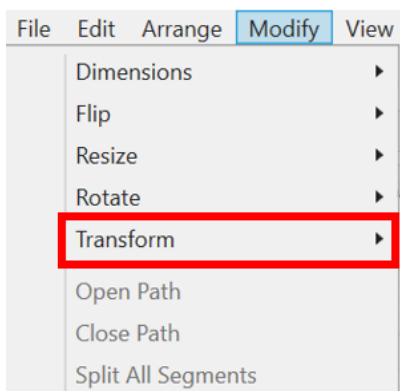 File Edit Arrange Modify View
Dimensions
Flip
Resize
Rotate
Transform
Open Path
Close Path
Split All Segments